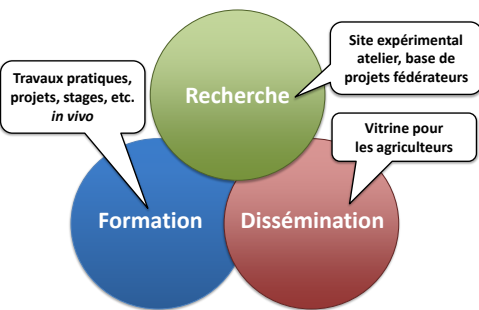 Site expérimental
atelier, base de
projets fédérateurs
Travaux pratiques,
projets, stages, etc.
in vivo
Recherche
Vitrine pour
les agriculteurs
Formation
Dissémination